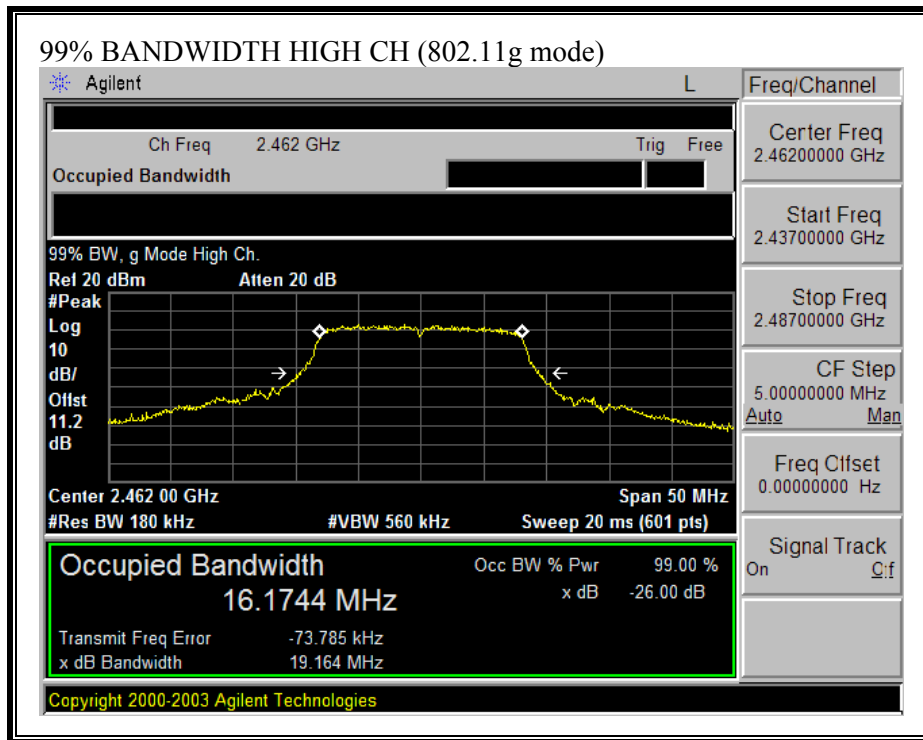 99% BANDWIDTH HIGH CH (802.11g mode)
Agilent L
Freq/Channel
Ch Freq 2.462 GHz Trig Free
Occupied Bandwidth
Center Freq
2.46200000 GHz
Start Freq
2.43700000 GHz
Stop Freq
2.48700000 GHz
CF Step
5.00000000 MHz
Auto Man
Freq Offset
0.00000000 Hz
Signal Track
On Off
99% BW, g Mode High Ch.
Ref 20 dBm Atten 20 dB
#Peak
Log
10
dB/
Offst
11.2
dB
Center 2.462 00 GHz Span 50 MHz
#Res BW 180 kHz #VBW 560 kHz Sweep 20 ms (601 pts)
Occupied Bandwidth
16.1744 MHz
Occ BW % Pwr 99.00 %
x dB -26.00 dB
Transmit Freq Error -73.785 kHz
x dB Bandwidth 19.164 MHz
Copyright 2000-2003 Agilent Technologies